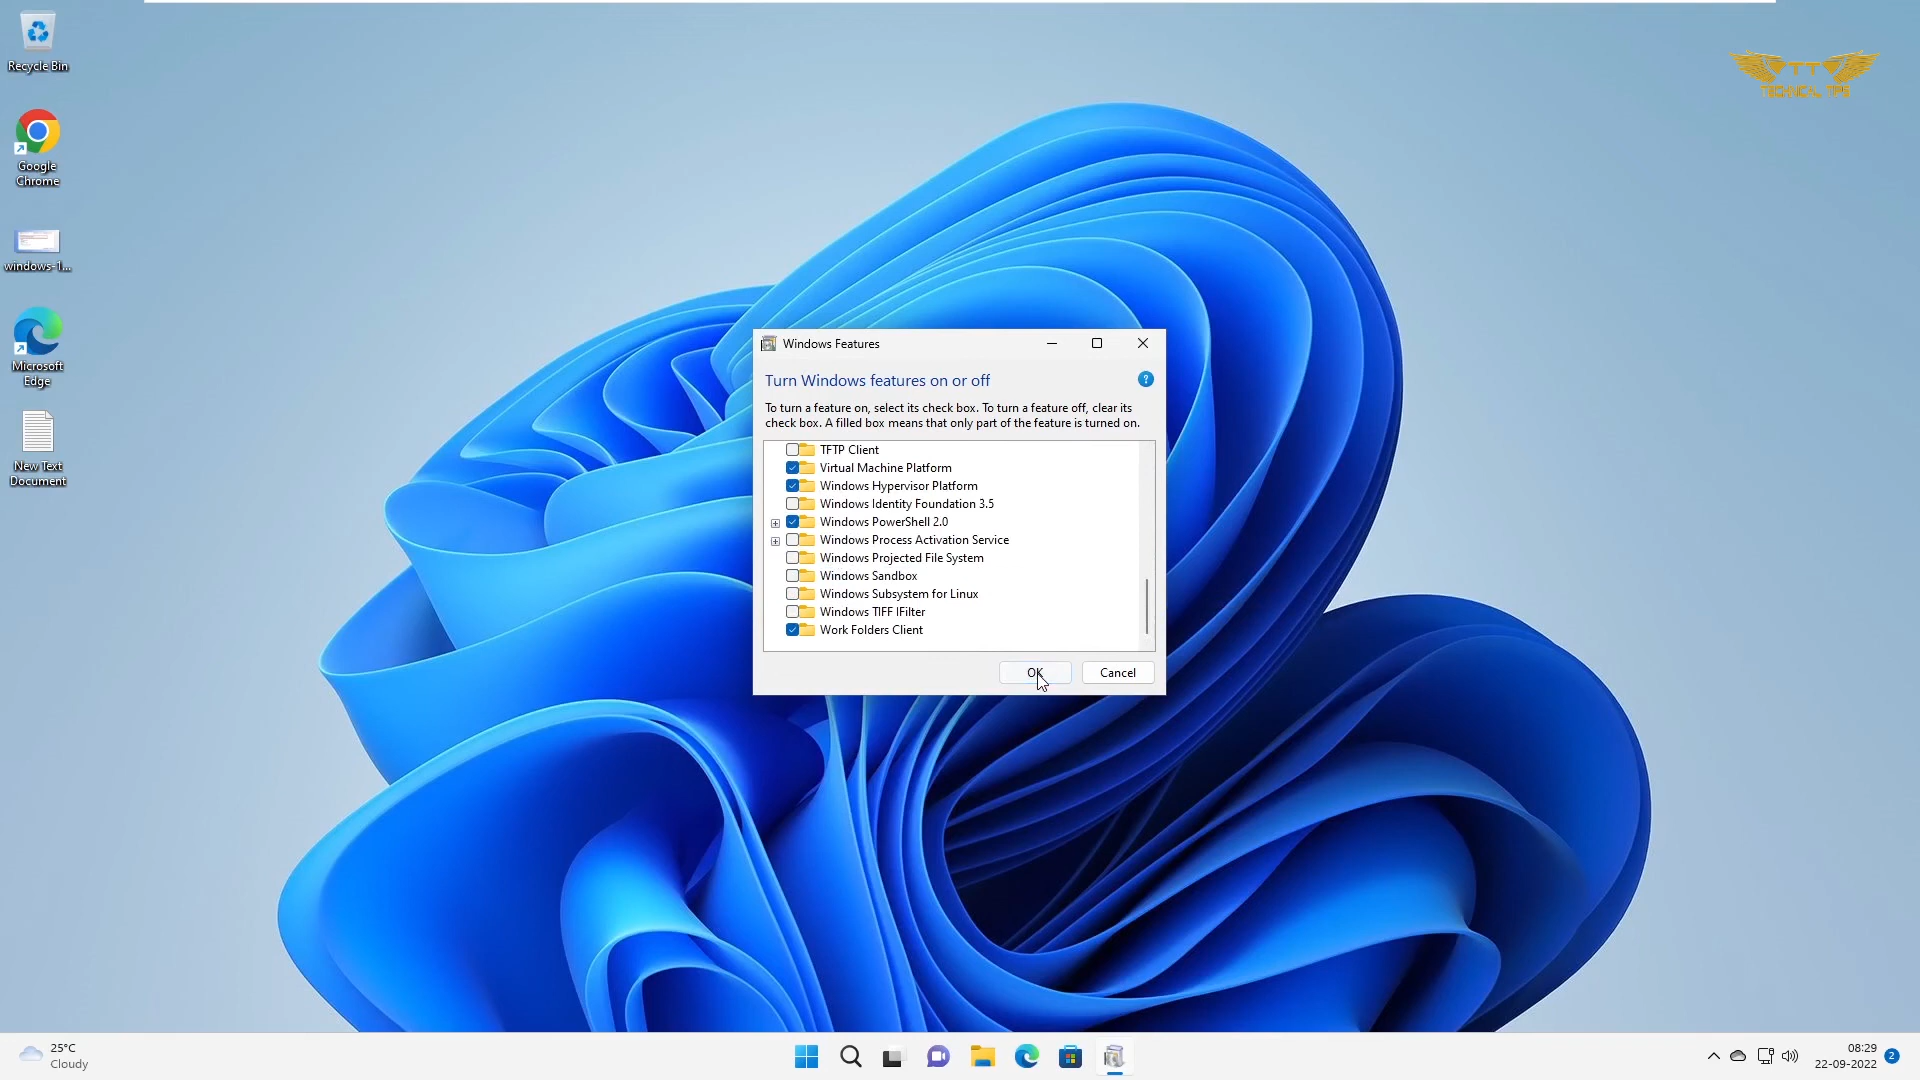 Recycle Bin
Google
Chrome
windows-1...
Microsoft
Edge
New Text
Document
TT
TECHNICAL TIPS
Windows Features
Turn Windows features on or off
?
To turn a feature on, select its check box. To turn a feature off, clear its
check box. A filled box means that only part of the feature is turned on.
TFTP Client
Virtual Machine Platform
Windows Hypervisor Platform
Windows Identity Foundation 3.5
Windows PowerShell 2.0
Windows Process Activation Service
Windows Projected File System
Windows Sandbox
Windows Subsystem for Linux
Windows TIFF IFilter
Work Folders Client
OK
Cancel
25°C
Cloudy
08:29
22-09-2022
2